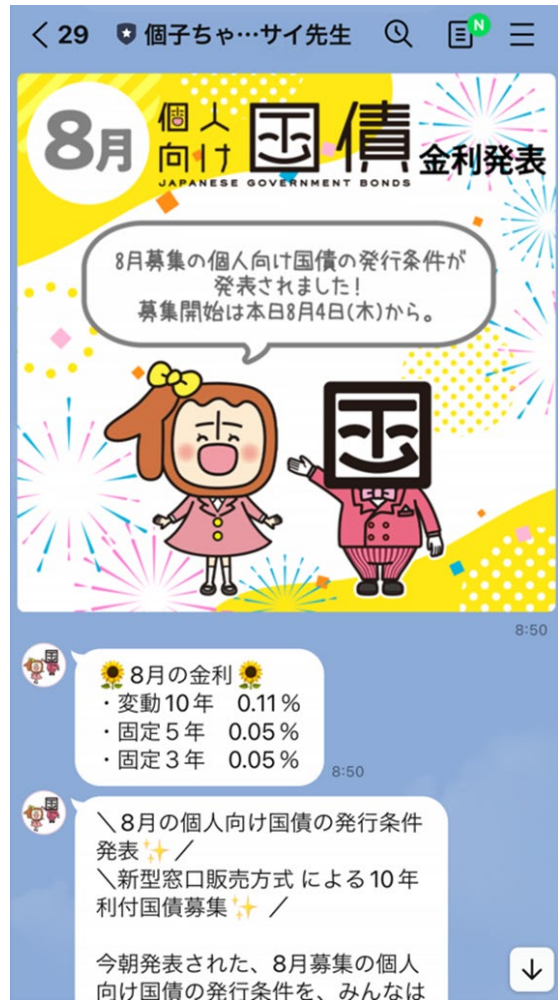 29 個子ちゃ…サイ先生 N
8月 個人向け国債 金利発表
JAPANESE GOVERNMENT BONDS
8月募集の個人向け国債の発行条件が
発表されました!
募集開始は本日8月4日(木)から。
8:50
🌻 8月の金利 🌻
・変動10年 0.11%
・固定5年 0.05%
・固定3年 0.05%
8:50
＼8月の個人向け国債の発行条件
発表✨／
＼新型窓口販売方式 による10年
利付国債募集✨ ／
今朝発表された、8月募集の個人
向け国債の発行条件を、みんなは